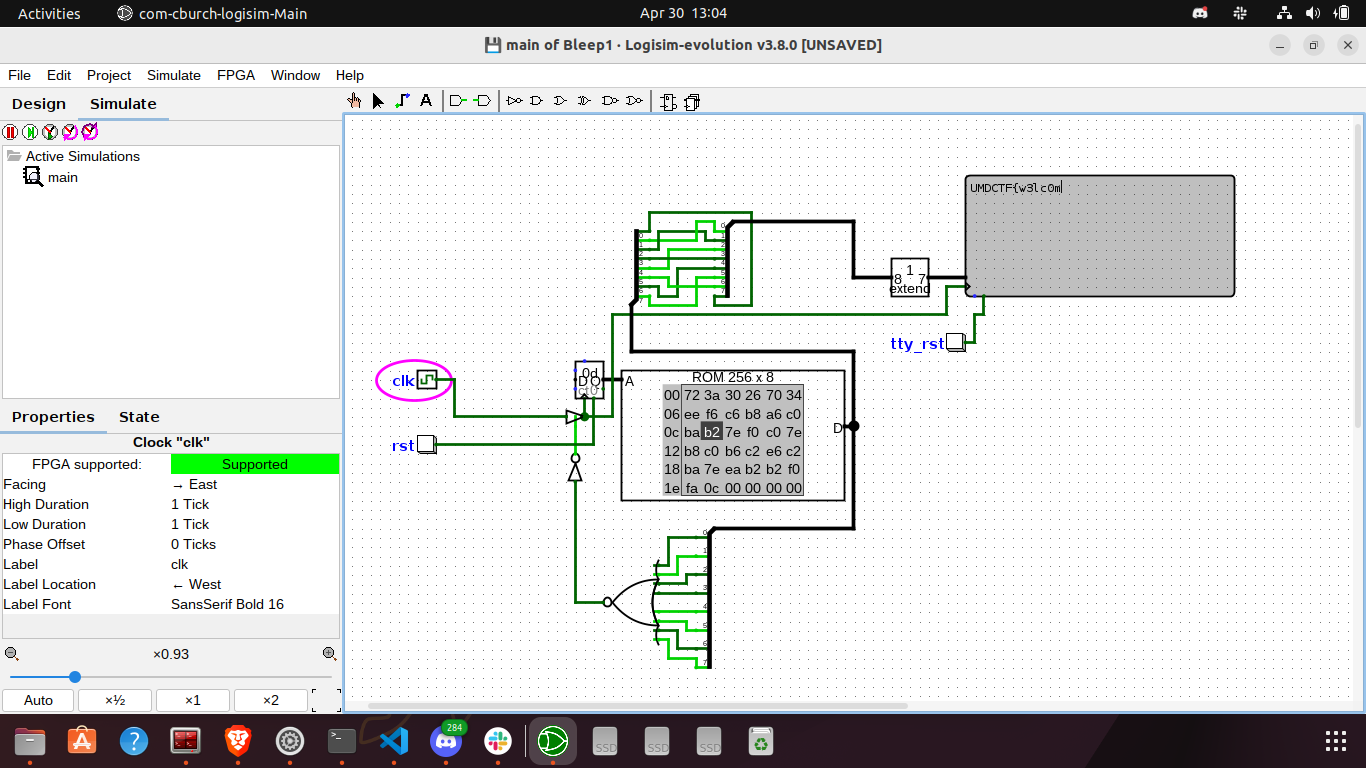 Activities com-cburch-logisim-Main Apr 30 13:04
main of Bleep1 · Logisim-evolution v3.8.0 [UNSAVED]
File Edit Project Simulate FPGA Window Help
Design Simulate
Active Simulations
main
UMDCTF{w3lc0m
8 1 7
extend
tty_rst
clk
0d
D Q
ct0
rst
ROM 256 x 8
A
D
00 72 3a 30 26 70 34
06 ee f6 c6 b8 a6 c0
0c ba b2 7e f0 c0 7e
12 b8 c0 b6 c2 e6 c2
18 ba 7e ea b2 b2 f0
1e fa 0c 00 00 00 00
Properties State
Clock "clk"
FPGA supported: Supported
Facing → East
High Duration 1 Tick
Low Duration 1 Tick
Phase Offset 0 Ticks
Label clk
Label Location ← West
Label Font SansSerif Bold 16
×0.93
Auto ×½ ×1 ×2
284
SSD SSD SSD